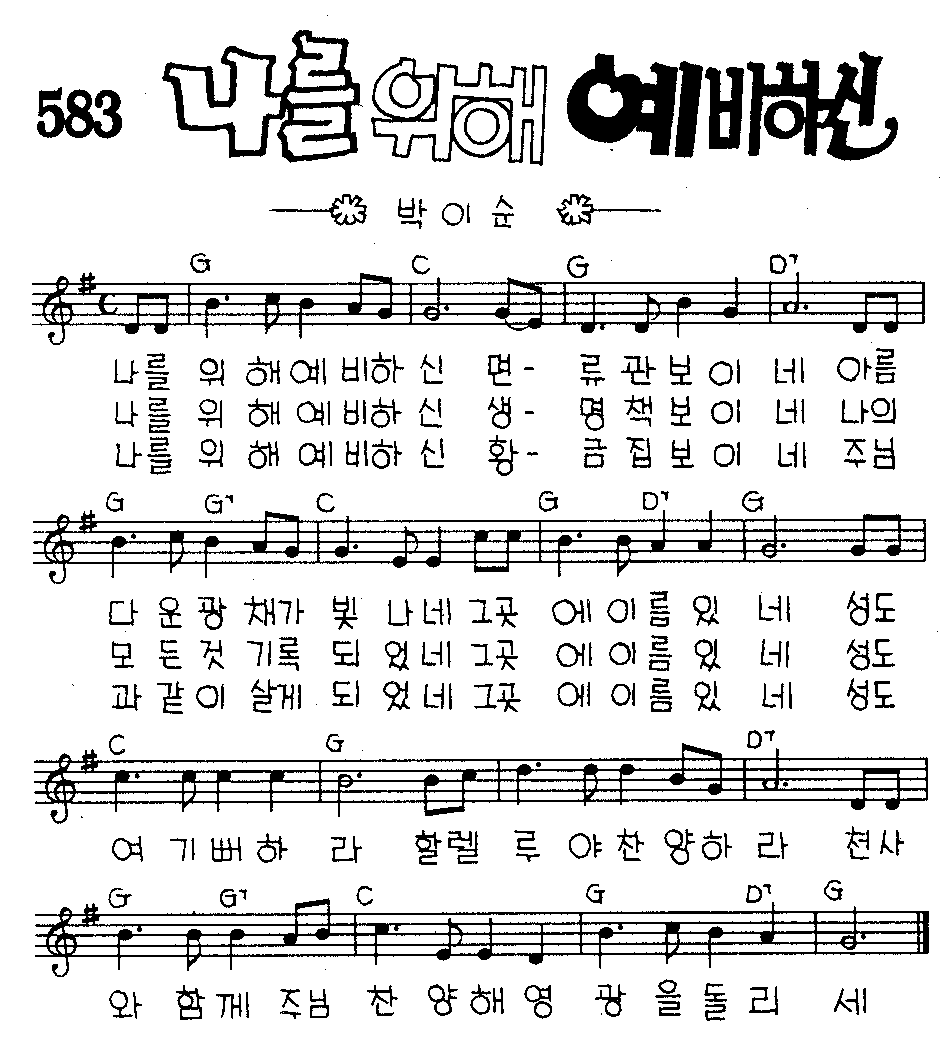 583 나를 위해 예비하신
박 이 순
G C G D7
나를 위 해 예 비하 신 면- 류 관 보 이 네 아름
나를 위 해 예 비하 신 생- 명 책 보 이 네 나의
나를 위 해 예 비하 신 황- 금 집 보 이 네 주님
G G7 C G D7 G
다 운 광 채가 빛 나네 그곳 에 이 름 있 네 성도
모 든 것 기록 되 었네 그곳 에 이 름 있 네 성도
과 같 이 살게 되 었네 그곳 에 이 름 있 네 성도
C G D7
여 기 뻐 하 라 할렐 루 야 찬 양하 라 천사
G G7 C G D7 G
와 함 께 주님 찬 양 해 영 광 을 돌 리 세